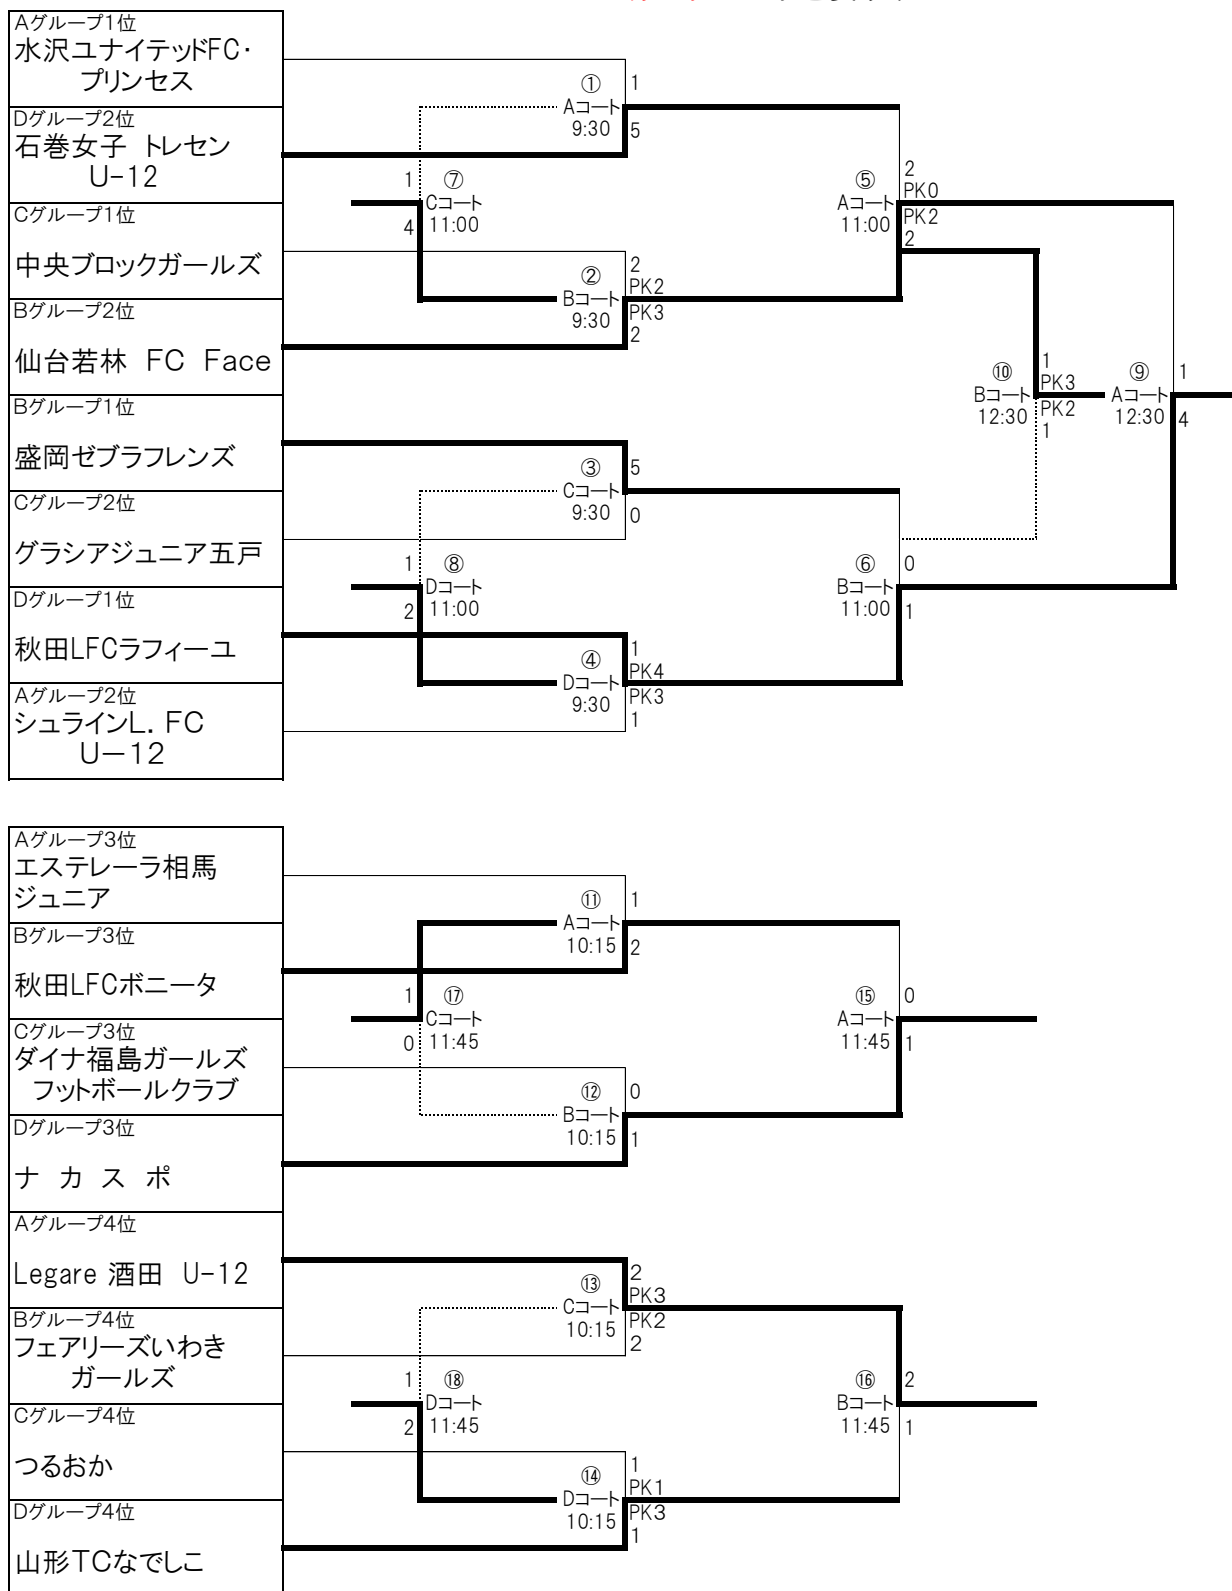 Aグループ1位
水沢ユナイテッドFC・
プリンセス
Dグループ2位
石巻女子 トレセン
U-12
Cグループ1位
中央ブロックガールズ
Bグループ2位
仙台若林 FC Face
Bグループ1位
盛岡ゼブラフレンズ
Cグループ2位
グラシアジュニア五戸
Dグループ1位
秋田LFCラフィーユ
Aグループ2位
シュラインL.FC
U-12
①
Aコート
9:30
1
5
②
Bコート
9:30
2
PK2
PK3
2
③
Cコート
9:30
5
0
④
Dコート
9:30
1
PK4
PK3
1
⑦
Cコート
11:00
1
4
⑧
Dコート
11:00
1
2
⑤
Aコート
11:00
2
PK0
PK2
2
⑥
Bコート
11:00
0
1
⑩
Bコート
12:30
1
PK3
PK2
1
⑨
Aコート
12:30
1
4
Aグループ3位
エステレーラ相馬
ジュニア
Bグループ3位
秋田LFCボニータ
Cグループ3位
ダイナ福島ガールズ
フットボールクラブ
Dグループ3位
ナ カ ス ポ
Aグループ4位
Legare 酒田 U-12
Bグループ4位
フェアリーズいわき
ガールズ
Cグループ4位
つるおか
Dグループ4位
山形TCなでしこ
⑪
Aコート
10:15
1
2
⑫
Bコート
10:15
0
1
⑬
Cコート
10:15
2
PK3
PK2
2
⑭
Dコート
10:15
1
PK1
PK3
1
⑰
Cコート
11:45
1
0
⑱
Dコート
11:45
1
2
⑮
Aコート
11:45
0
1
⑯
Bコート
11:45
2
1